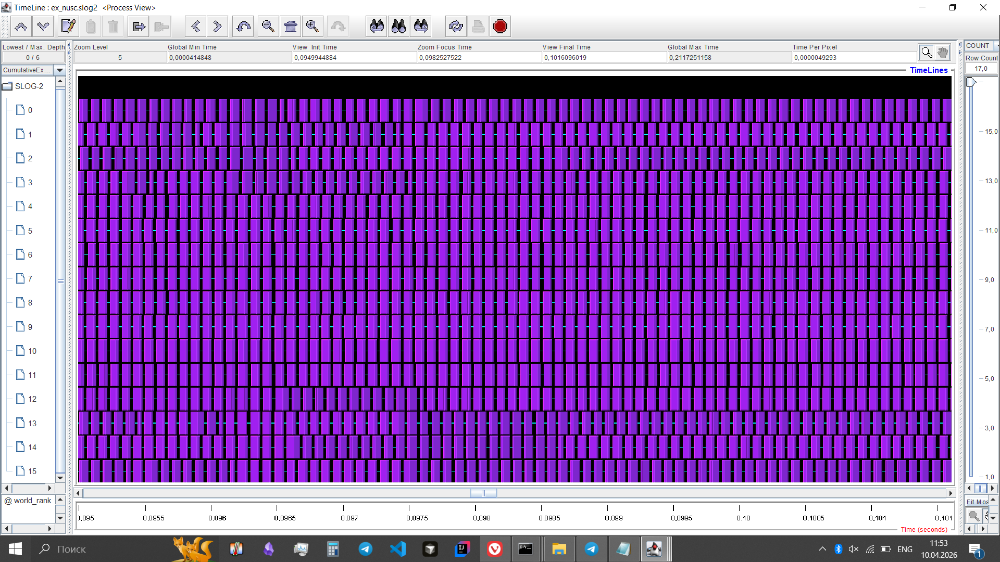 TimeLine : ex_nusc.slog2  <Process View>
Lowest / Max. Depth
0 / 6
Zoom Level
5
Global Min Time
0,0000414848
View  Init Time
0,0949944884
Zoom Focus Time
0,0982527522
View Final Time
0,1016096019
Global Max Time
0,2117251158
Time Per Pixel
0,0000049293
COUNT
Row Count
17,0
CumulativeEx...
TimeLines
SLOG-2
0
1
2
3
4
5
6
7
8
9
10
11
12
13
14
15
15,0
13,0
11,0
9,0
7,0
5,0
3,0
1,0
@ world_rank
Fit Mos
0,095
0,0955
0,096
0,0965
0,097
0,0975
0,098
0,0985
0,099
0,0995
0,10
0,1005
0,101
0,101
Time (seconds)
Поиск
C:\_
IJ
ENG
11:53
10.04.2026
1